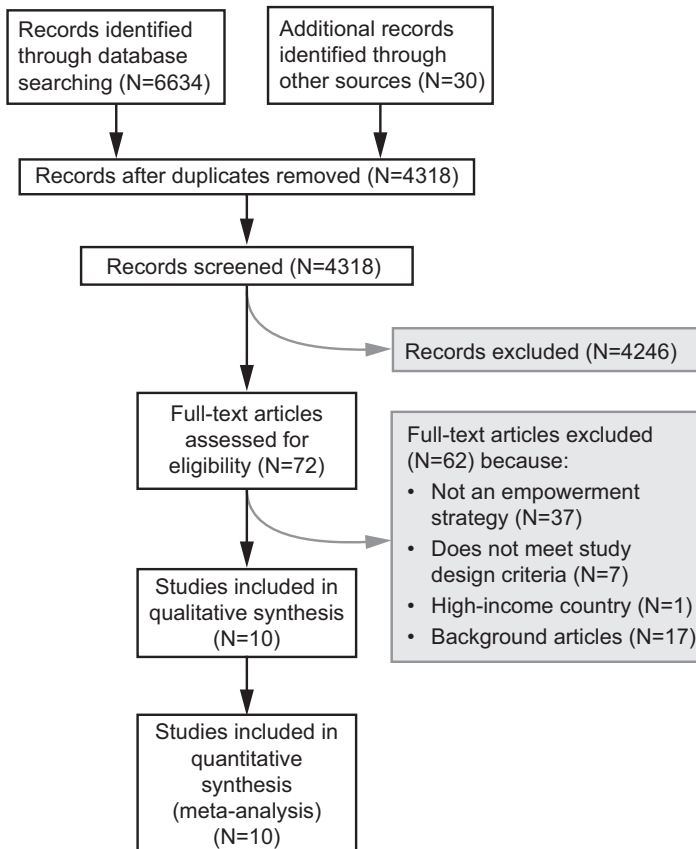 Records identified
through database
searching (N=6634)
Additional records
identified through
other sources (N=30)
Records after duplicates removed (N=4318)
Records screened (N=4318)
Records excluded (N=4246)
Full-text articles
assessed for
eligibility (N=72)
Full-text articles excluded
(N=62) because:
• Not an empowerment
strategy (N=37)
• Does not meet study
design criteria (N=7)
• High-income country (N=1)
• Background articles (N=17)
Studies included in
qualitative synthesis
(N=10)
Studies included in
quantitative
synthesis
(meta-analysis)
(N=10)